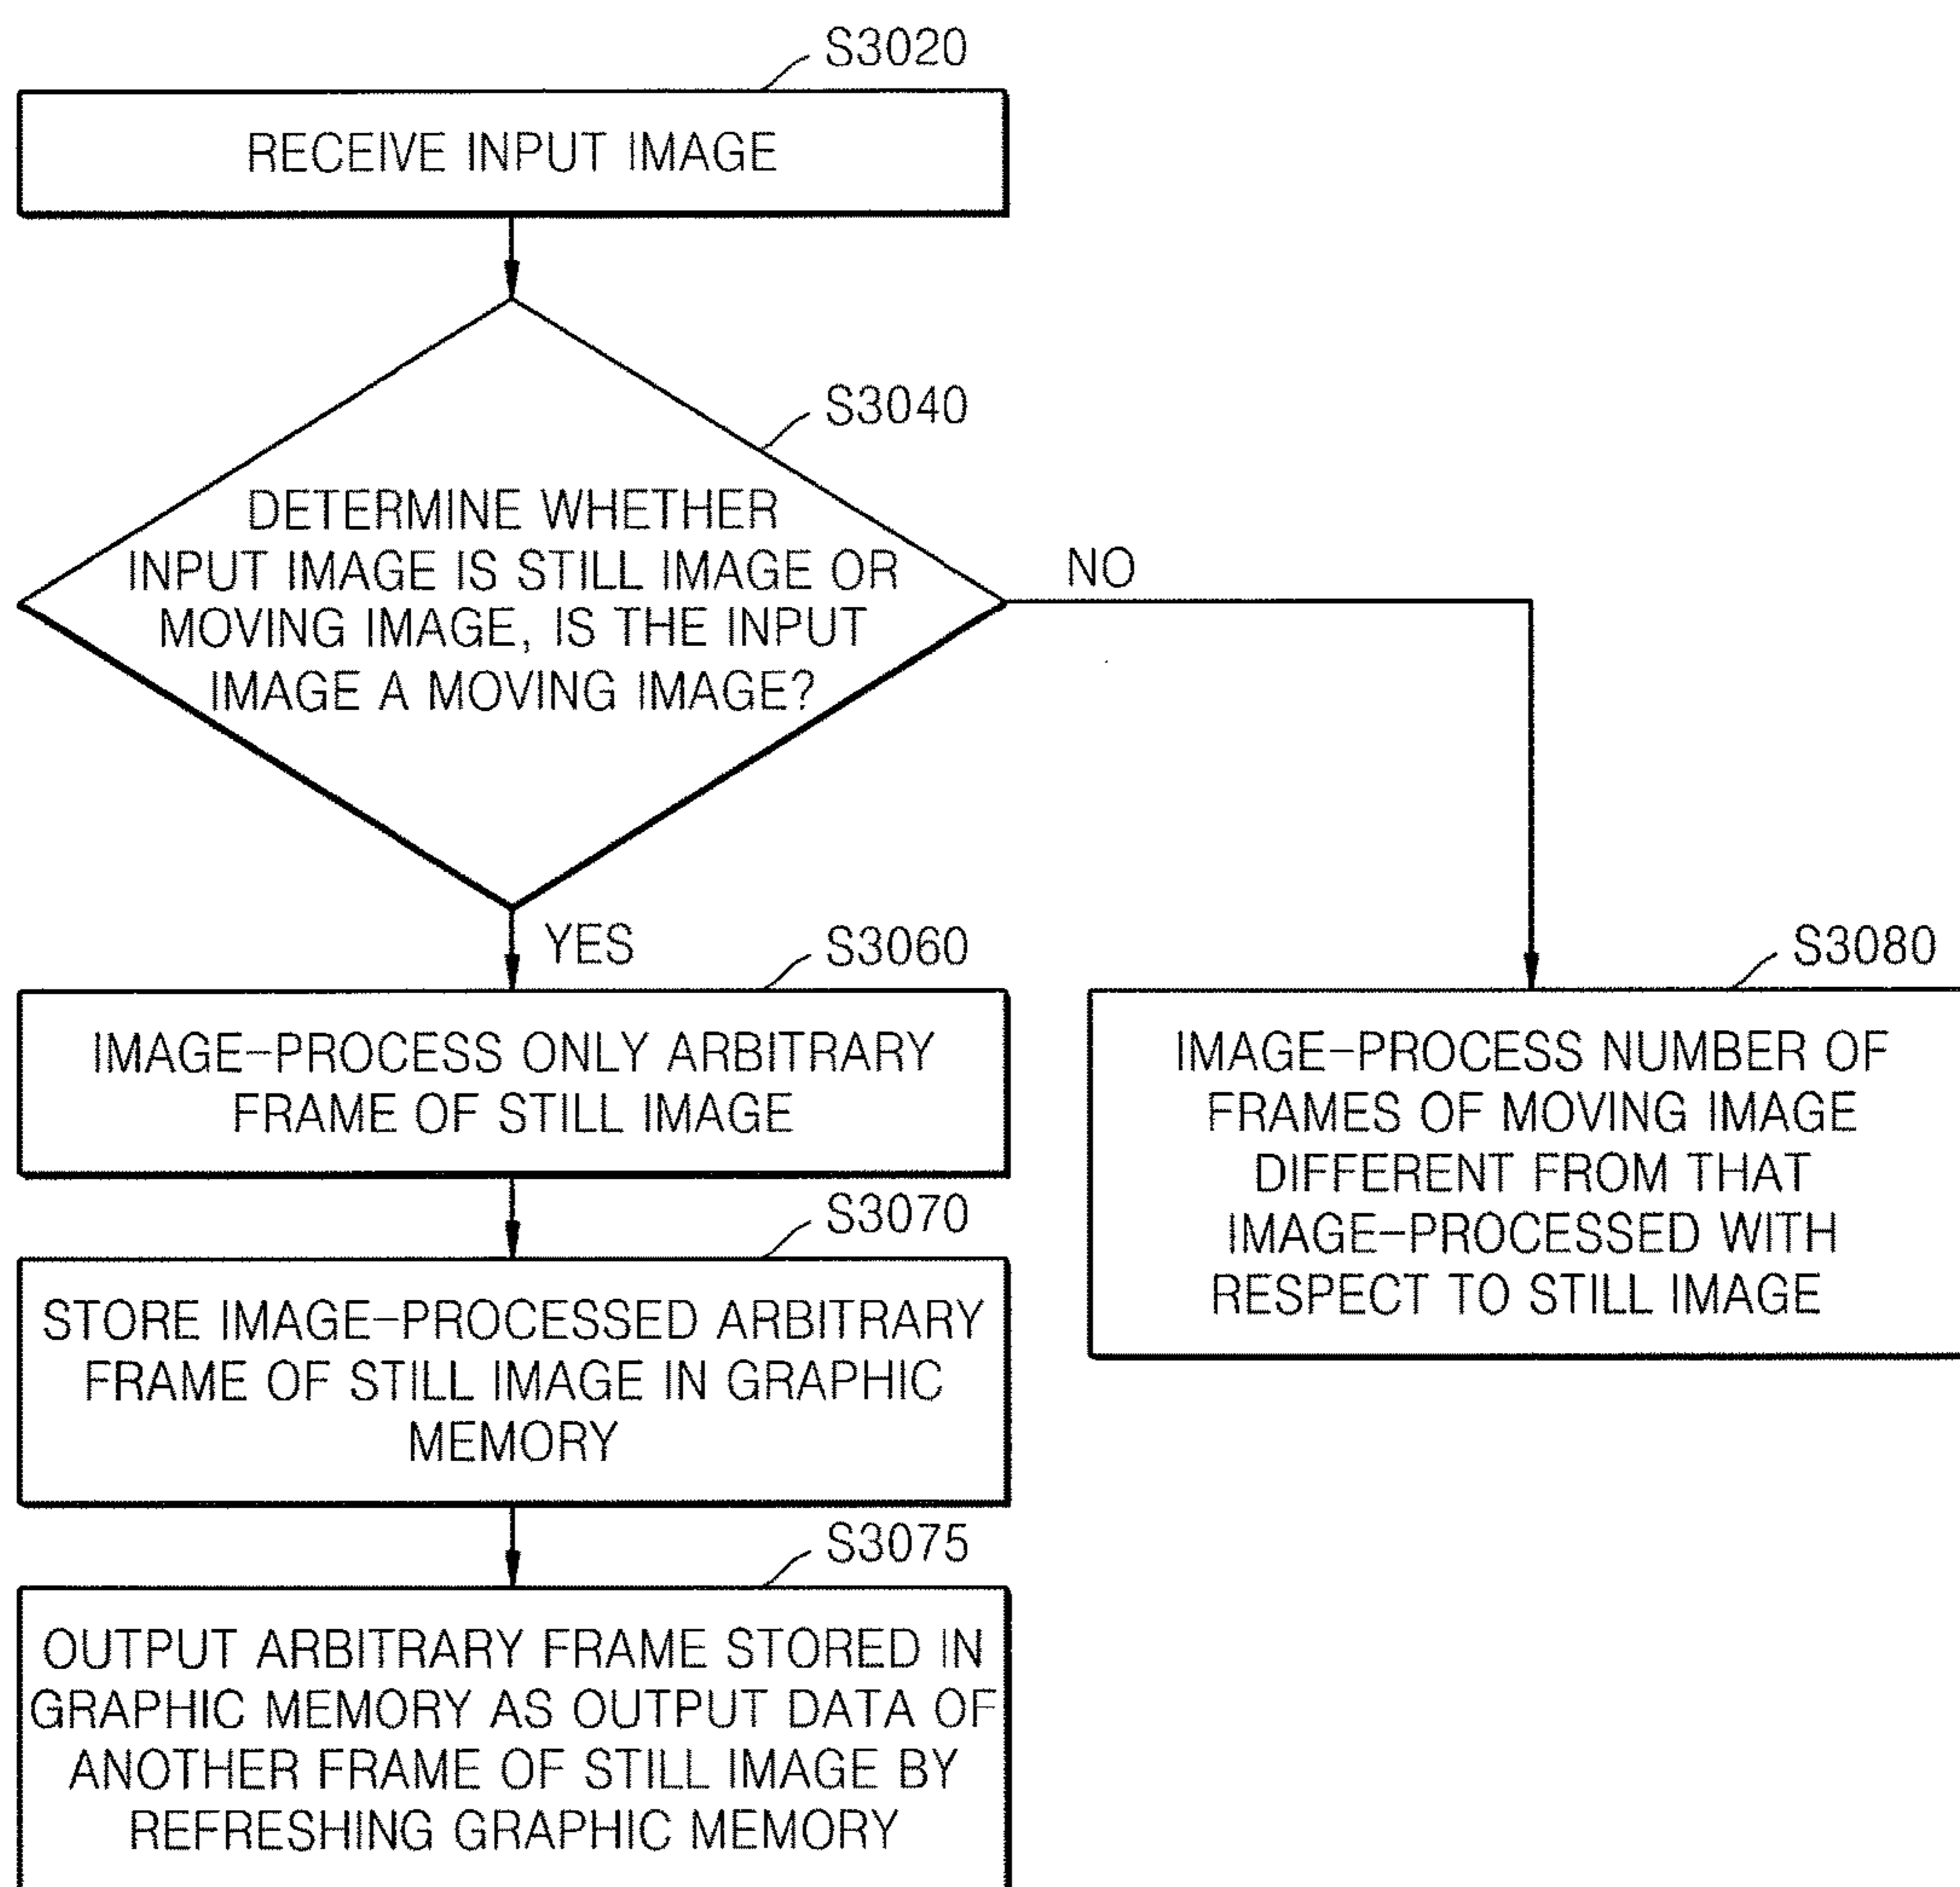 S3020
RECEIVE INPUT IMAGE
S3040
DETERMINE WHETHER
INPUT IMAGE IS STILL IMAGE OR
MOVING IMAGE, IS THE INPUT
IMAGE A MOVING IMAGE?
NO
YES
S3060
IMAGE-PROCESS ONLY ARBITRARY
FRAME OF STILL IMAGE
S3070
STORE IMAGE-PROCESSED ARBITRARY
FRAME OF STILL IMAGE IN GRAPHIC
MEMORY
S3075
OUTPUT ARBITRARY FRAME STORED IN
GRAPHIC MEMORY AS OUTPUT DATA OF
ANOTHER FRAME OF STILL IMAGE BY
REFRESHING GRAPHIC MEMORY
S3080
IMAGE-PROCESS NUMBER OF
FRAMES OF MOVING IMAGE
DIFFERENT FROM THAT
IMAGE-PROCESSED WITH
RESPECT TO STILL IMAGE